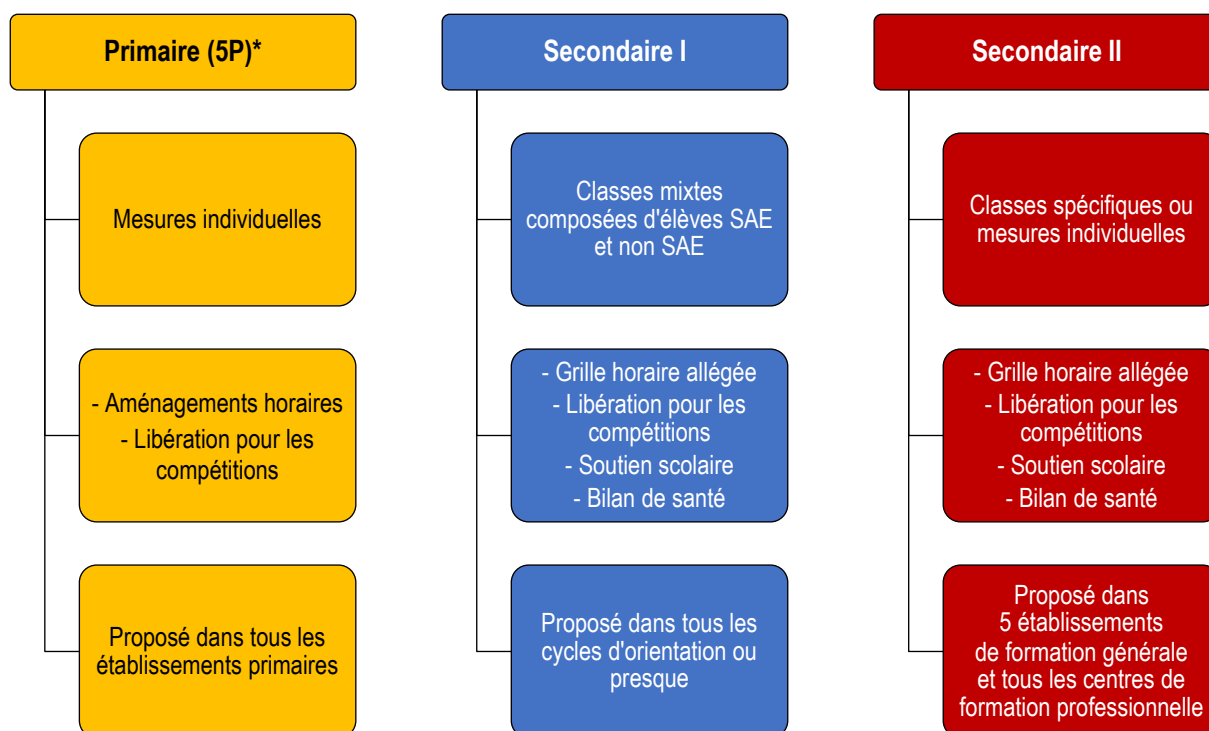 Primaire (5P)*
Mesures individuelles
- Aménagements horaires
- Libération pour les
compétitions
Proposé dans tous les
établissements primaires
Secondaire I
Classes mixtes
composées d'élèves SAE
et non SAE
- Grille horaire allégée
- Libération pour les
compétitions
- Soutien scolaire
- Bilan de santé
Proposé dans tous les
cycles d'orientation ou
presque
Secondaire II
Classes spécifiques ou
mesures individuelles
- Grille horaire allégée
- Libération pour les
compétitions
- Soutien scolaire
- Bilan de santé
Proposé dans
5 établissements
de formation générale
et tous les centres de
formation professionnelle